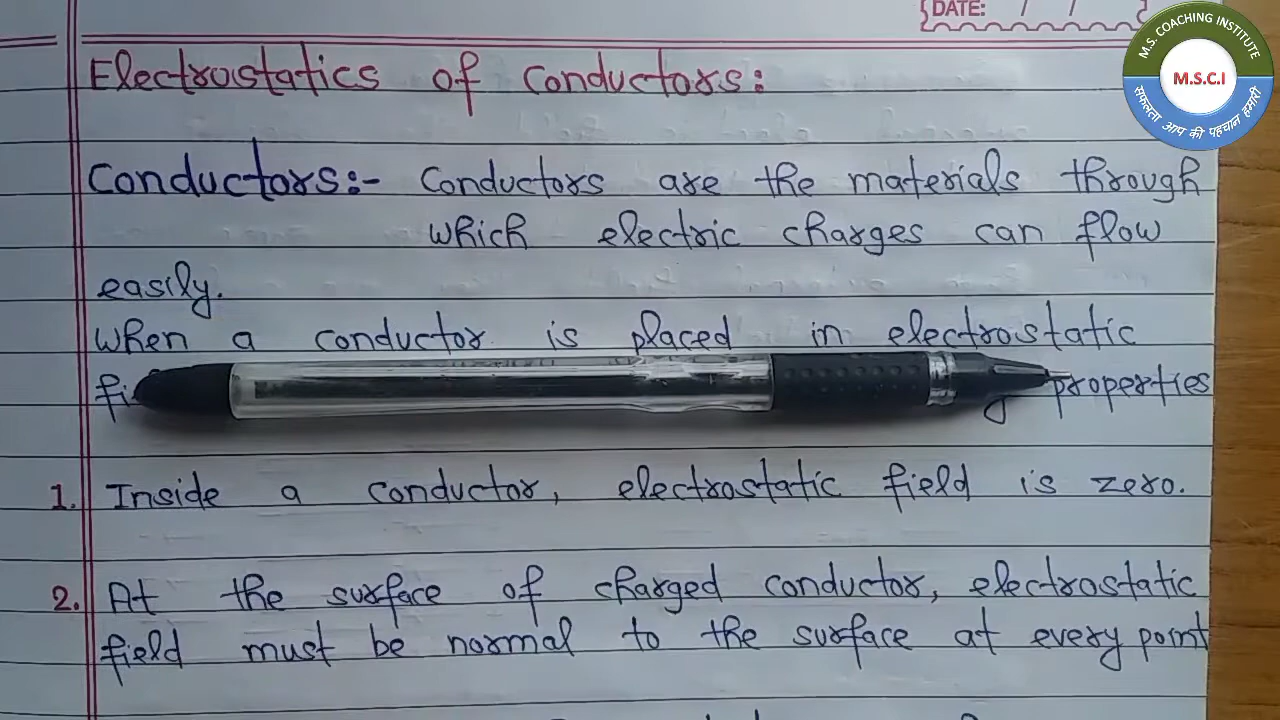 DATE: / /
M.S. COACHING INSTITUTE
M.S.C.I
सफलता आप की पहचान हमारी
Electrostatics of conductors:
Conductors:- Conductors are the materials through
which electric charges can flow
easily.
When a conductor is placed in electrostatic
properties
1. Inside a conductor, electrostatic field is zero.
2. At the surface of charged conductor, electrostatic
field must be normal to the surface at every point